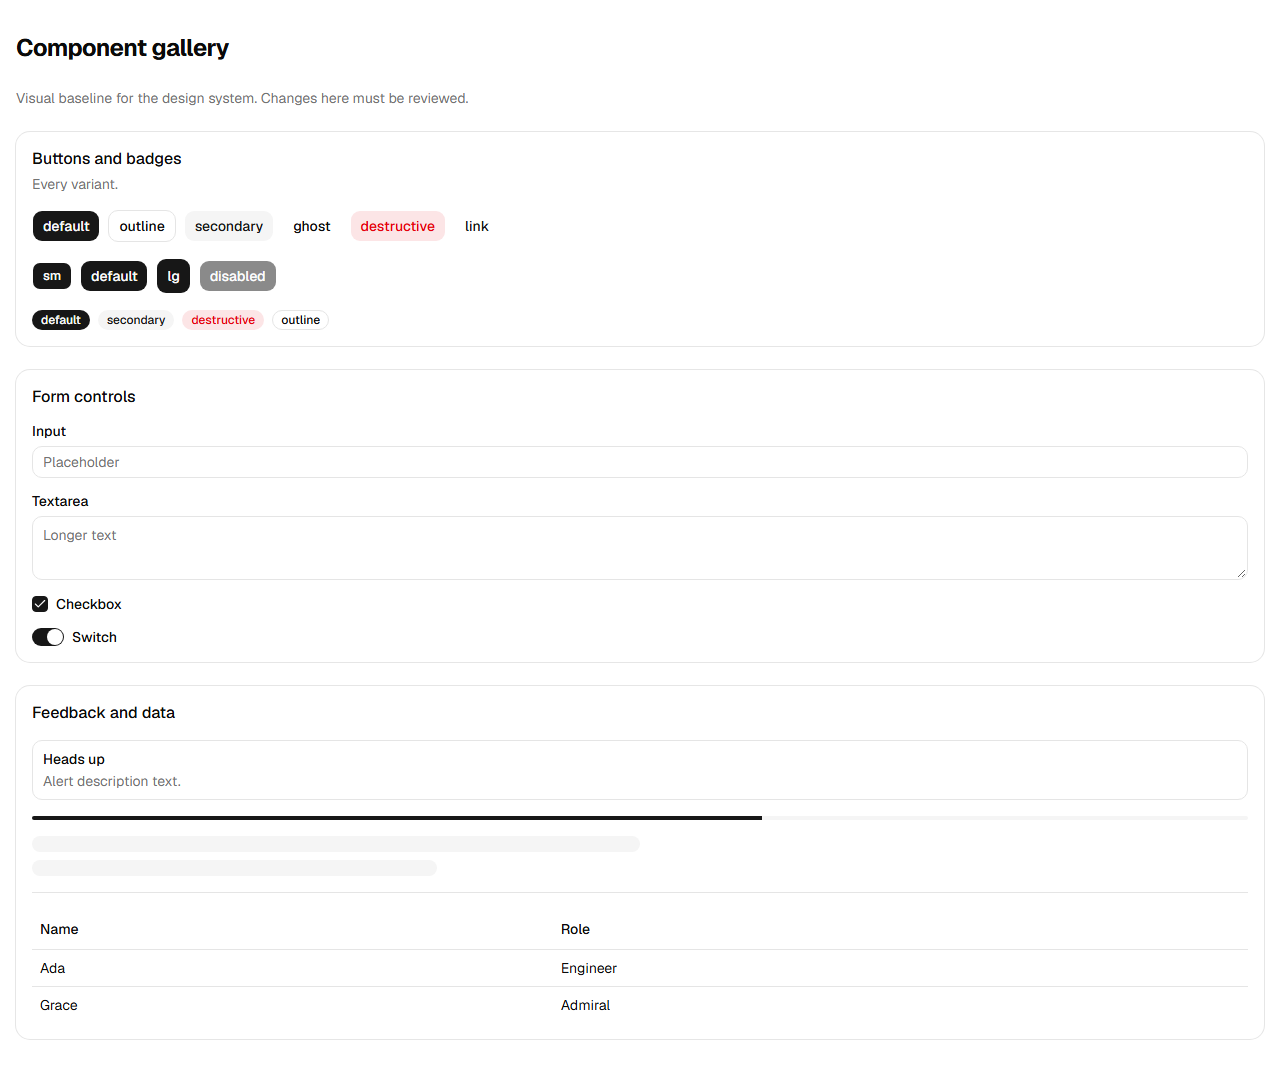 Component gallery
Visual baseline for the design system. Changes here must be reviewed.
Buttons and badges
Every variant.
default outline secondary ghost destructive link
sm default lg disabled
default secondary destructive outline
Form controls
Input
Placeholder
Textarea
Longer text
Checkbox
Switch
Feedback and data
Heads up
Alert description text.
Name Role
Ada Engineer
Grace Admiral